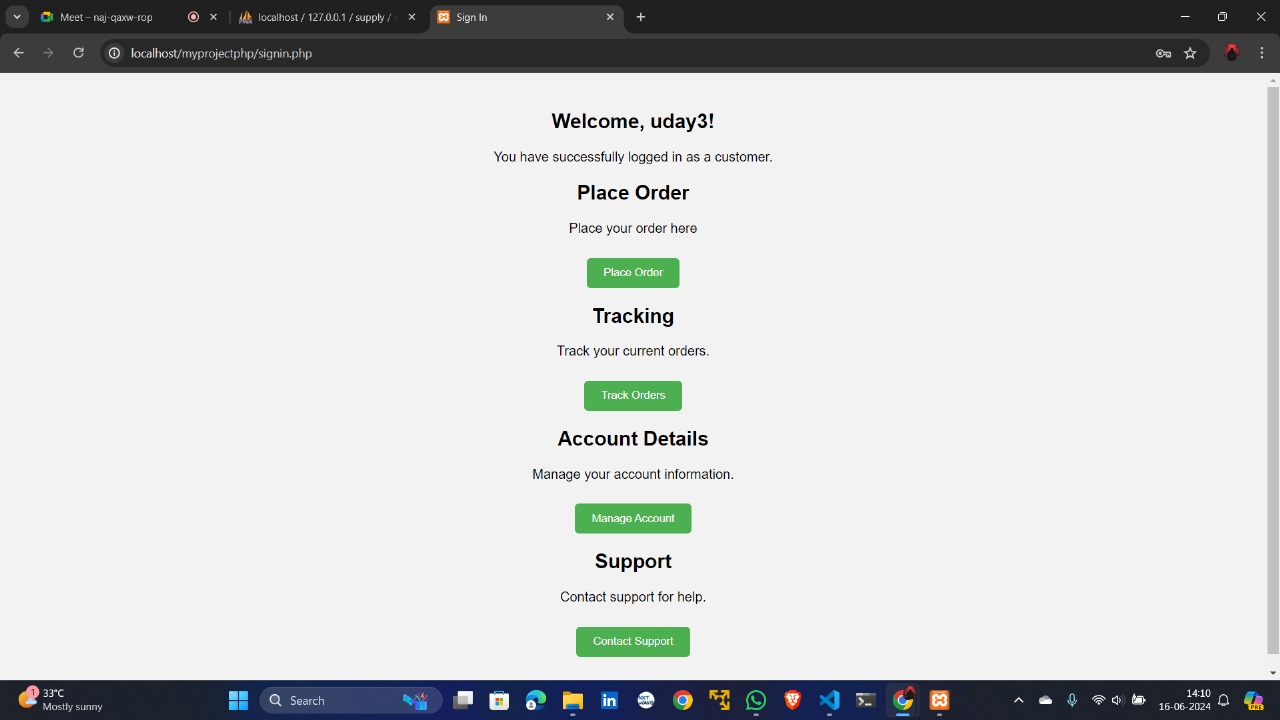 Meet – naj-qaxw-rop
localhost / 127.0.0.1 / supply /
Sign In
localhost/myprojectphp/signin.php
Welcome, uday3!
You have successfully logged in as a customer.
Place Order
Place your order here
Place Order
Tracking
Track your current orders.
Track Orders
Account Details
Manage your account information.
Manage Account
Support
Contact support for help.
Contact Support
1
33°C
Mostly sunny
Search
14:10
16-06-2024